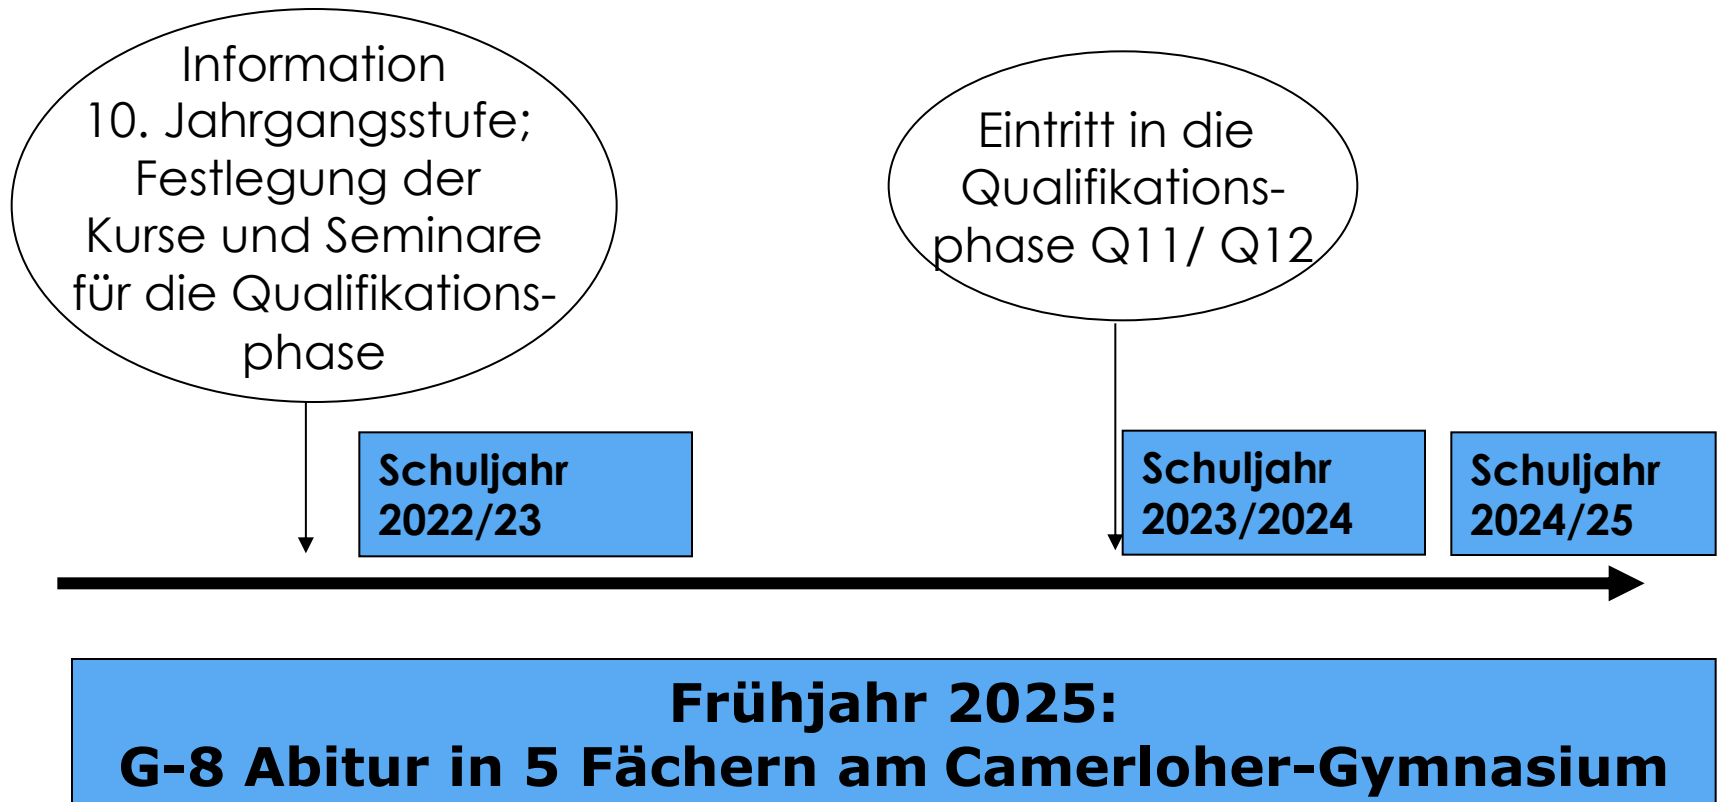 Information
10. Jahrgangsstufe;
Festlegung der
Kurse und Seminare
für die Qualifikations-
phase
Eintritt in die
Qualifikations-
phase Q11/ Q12
Schuljahr
2022/23
Schuljahr
2023/2024
Schuljahr
2024/25
Frühjahr 2025:
G-8 Abitur in 5 Fächern am Camerloher-Gymnasium